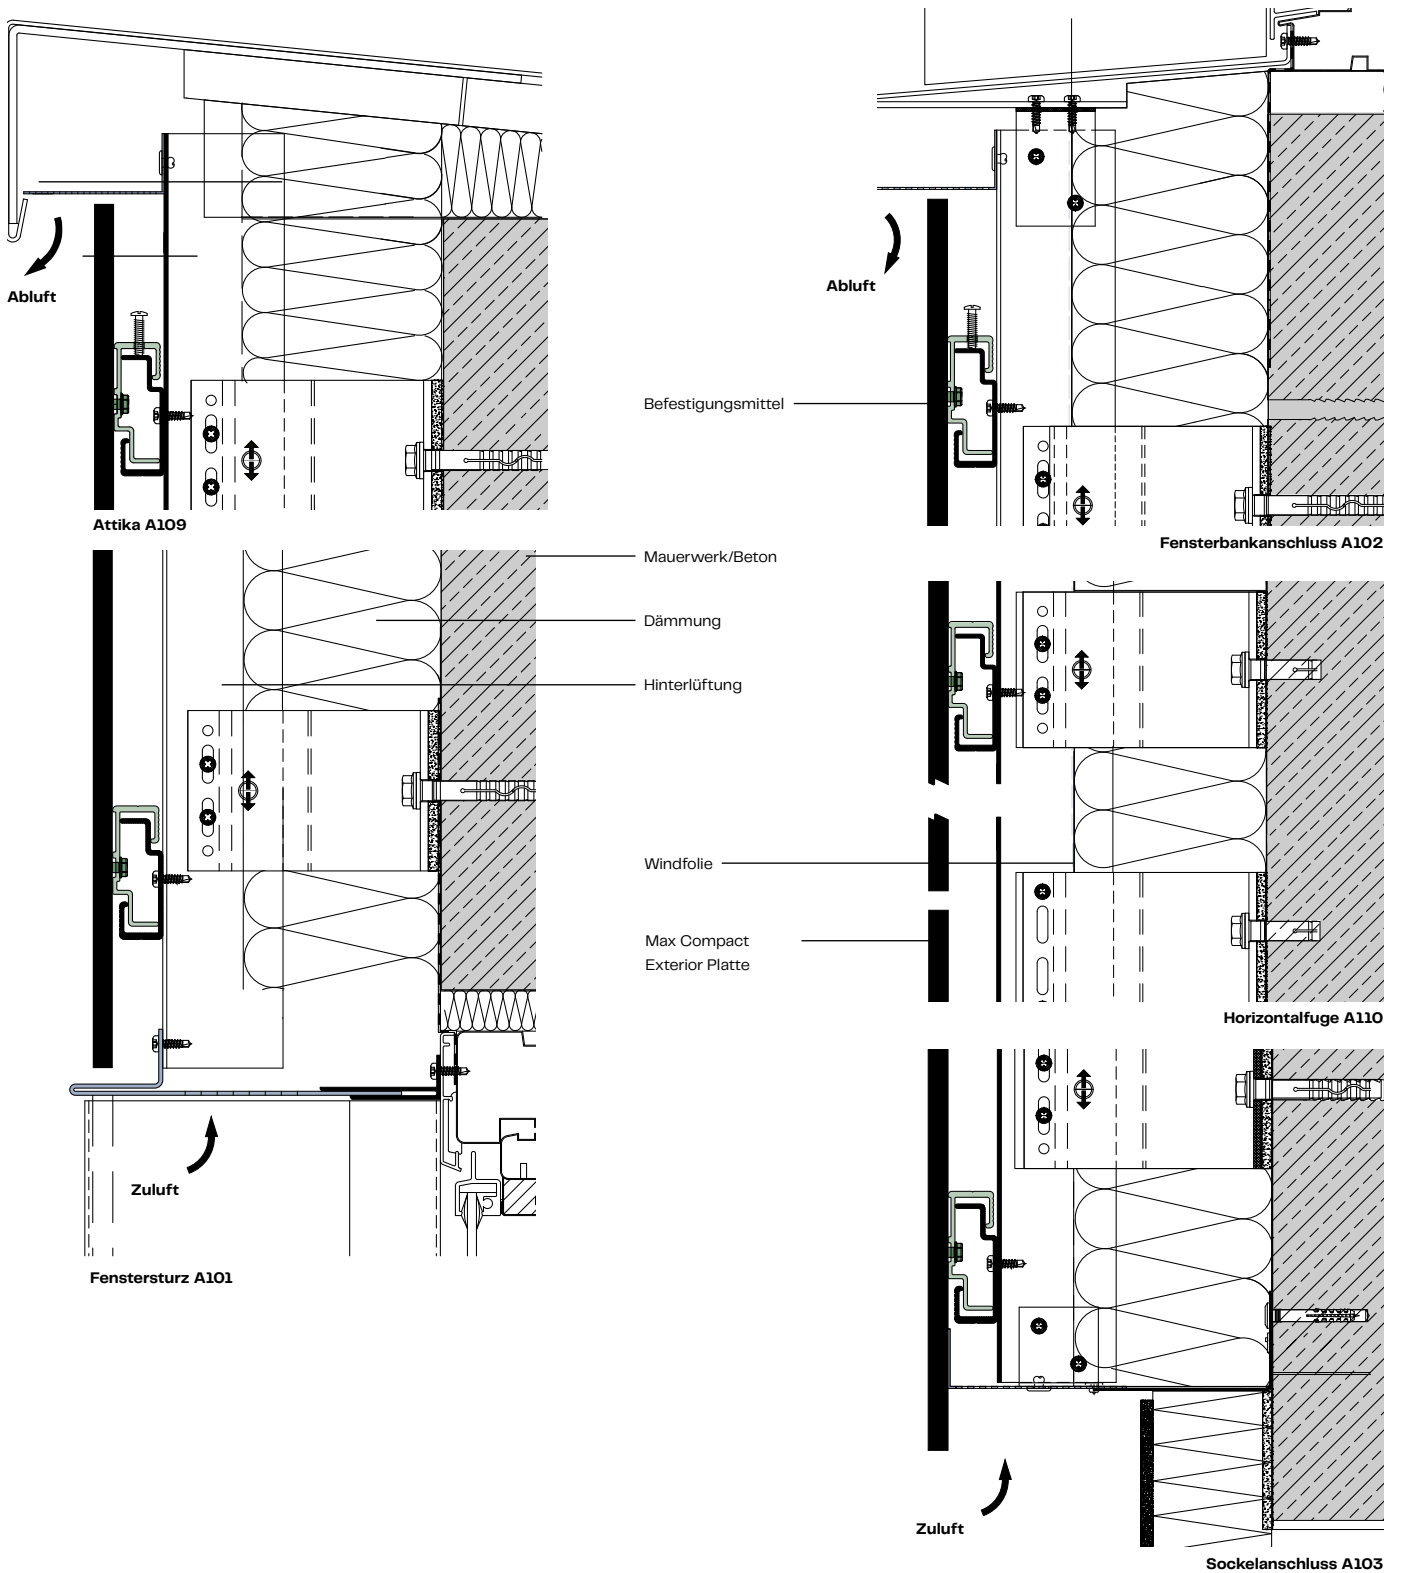 Abluft
Attika A109
Abluft
Befestigungsmittel
Fensterbankanschluss A102
Mauerwerk/Beton
Dämmung
Hinterlüftung
Windfolie
Max Compact
Exterior Platte
Horizontalfuge A110
Zuluft
Fenstersturz A101
Zuluft
Sockelanschluss A103